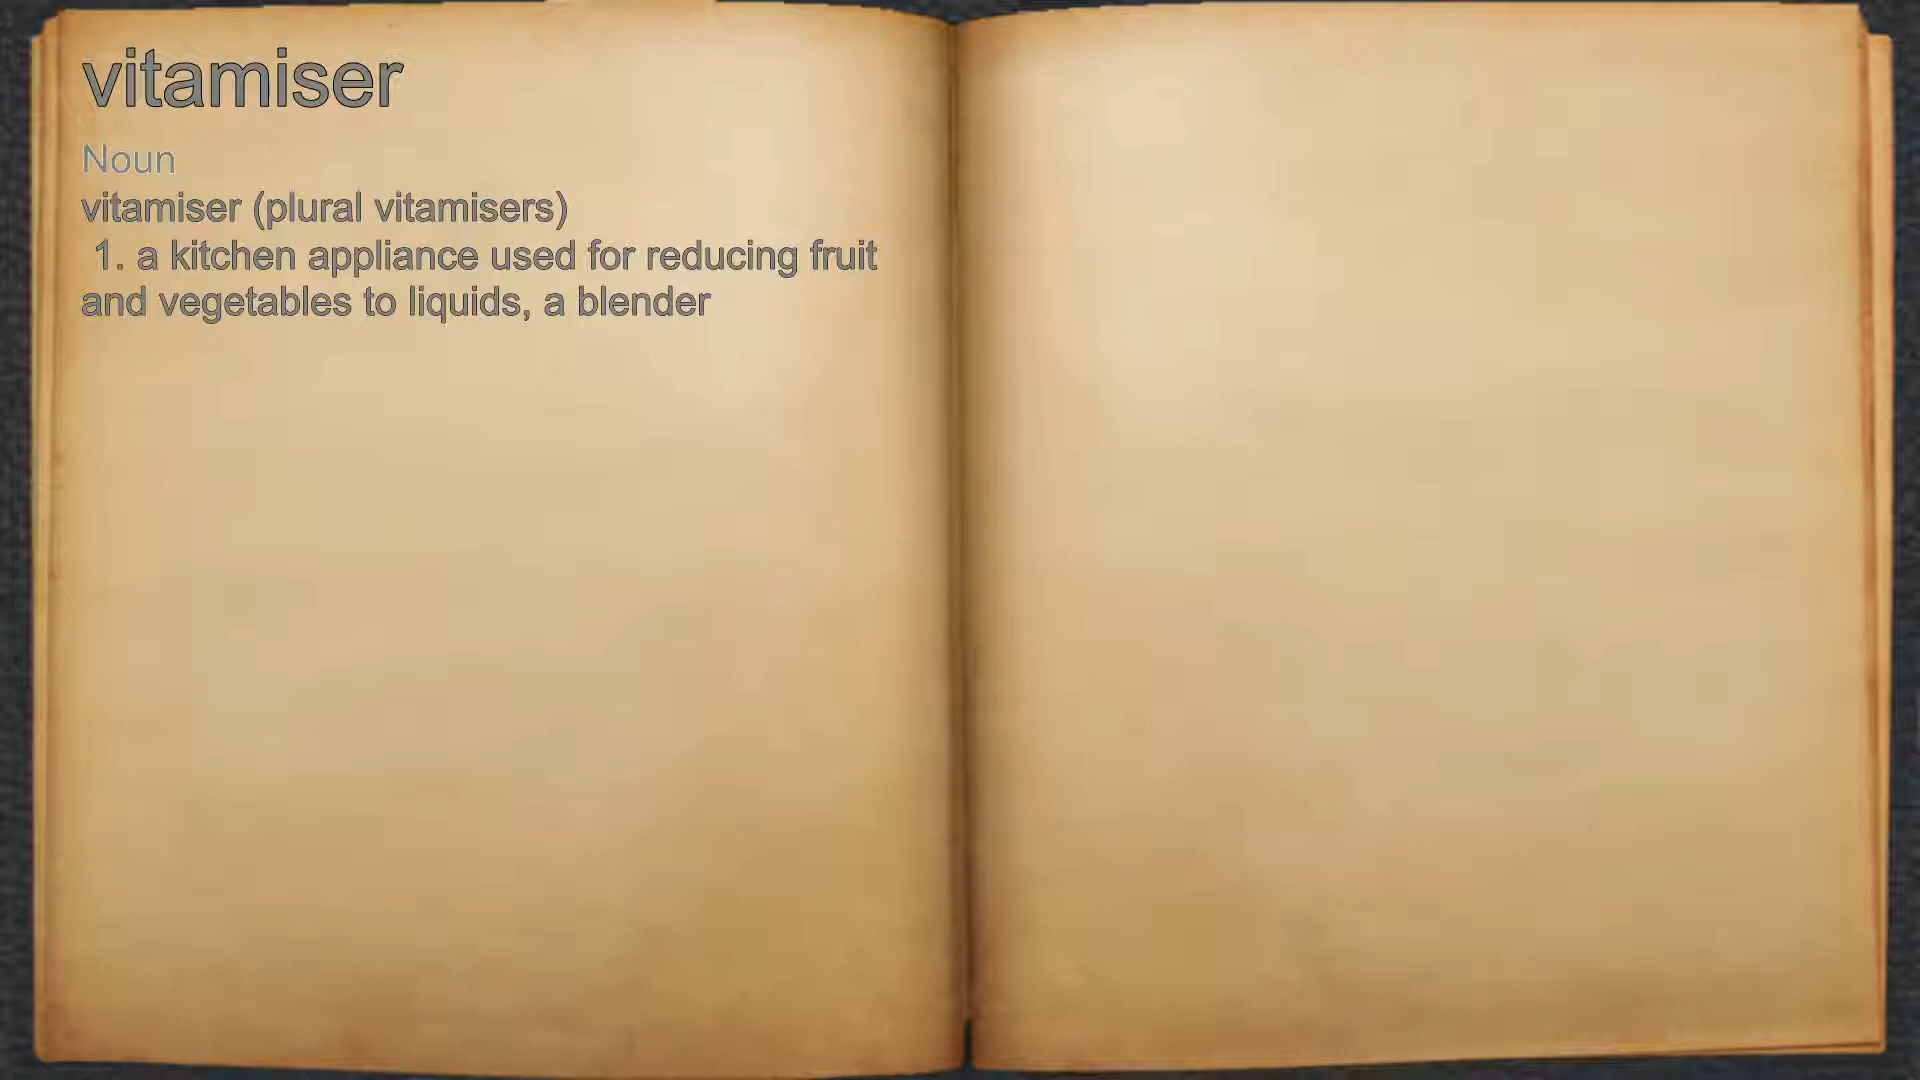 vitamiser
Noun
vitamiser (plural vitamisers)
1. a kitchen appliance used for reducing fruit
and vegetables to liquids, a blender